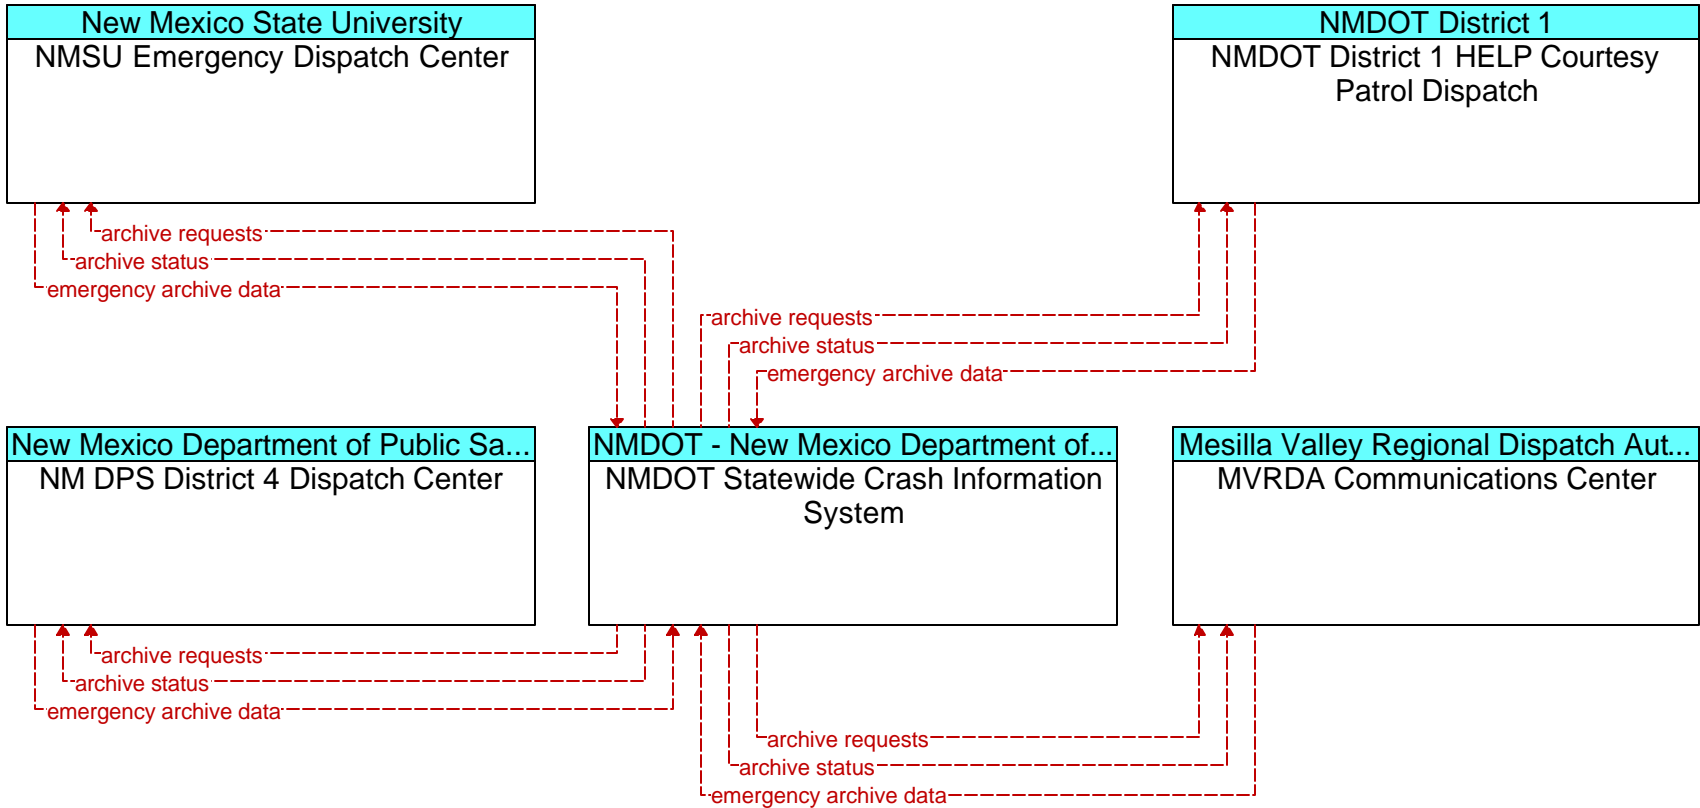 New Mexico State University
NMSU Emergency Dispatch Center
NMDOT District 1
NMDOT District 1 HELP Courtesy
Patrol Dispatch
archive requests
archive status
emergency archive data
archive requests
archive status
emergency archive data
New Mexico Department of Public Sa...
NM DPS District 4 Dispatch Center
NMDOT - New Mexico Department of...
NMDOT Statewide Crash Information
System
Mesilla Valley Regional Dispatch Aut...
MVRDA Communications Center
archive requests
archive status
emergency archive data
archive requests
archive status
emergency archive data